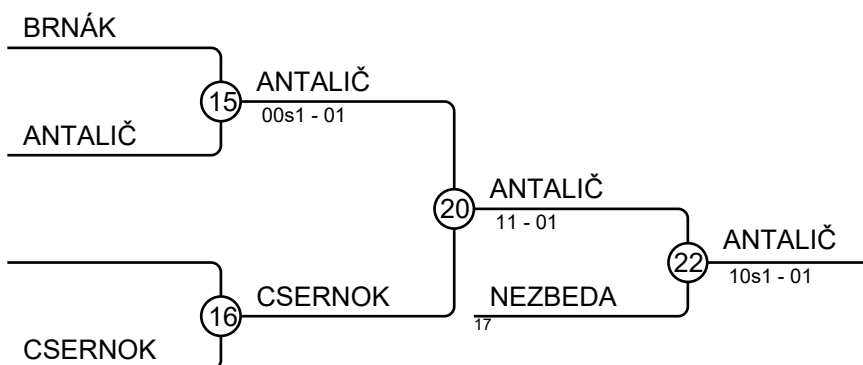 BRNÁK
ANTALIČ
15
00s1 - 01
ANTALIČ
20
ANTALIČ
11 - 01
22
ANTALIČ
10s1 - 01
16
CSERNOK
NEZBEDA
17
CSERNOK